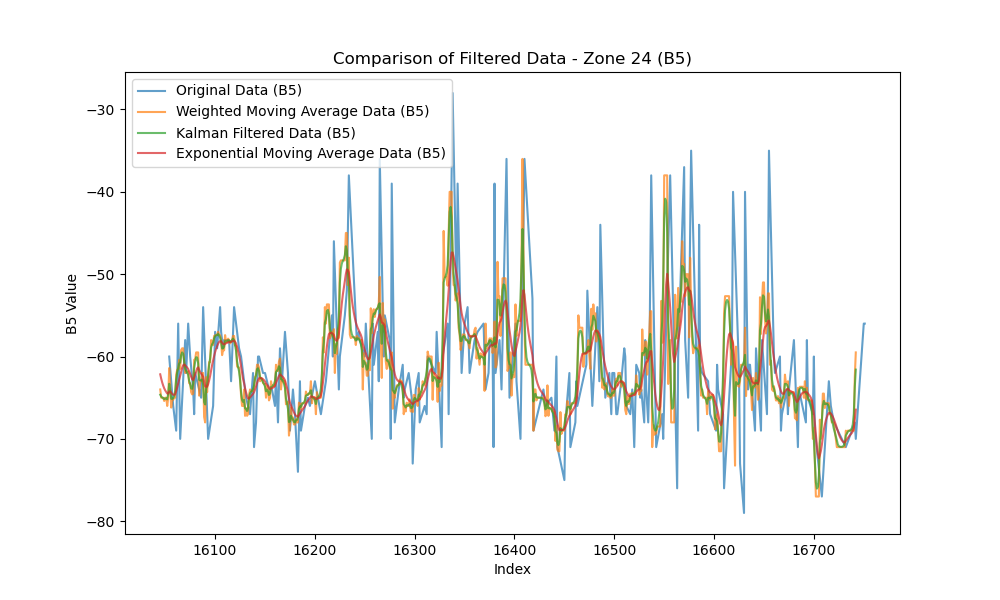 Comparison of Filtered Data - Zone 24 (B5)
Original Data (B5)
Weighted Moving Average Data (B5)
Kalman Filtered Data (B5)
Exponential Moving Average Data (B5)
−30
−40
−50
−60
−70
−80
B5 Value
16100 16200 16300 16400 16500 16600 16700
Index